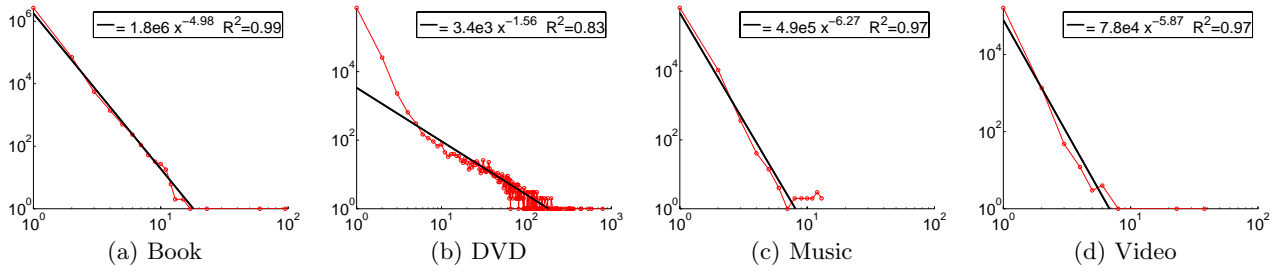 = 1.8e6 x^-4.98 R^2=0.99
10^6
10^4
10^2
10^0
10^0 10^1 10^2
(a) Book
= 3.4e3 x^-1.56 R^2=0.83
10^4
10^2
10^0
10^0 10^1 10^2 10^3
(b) DVD
= 4.9e5 x^-6.27 R^2=0.97
10^4
10^2
10^0
10^0 10^1 10^2
(c) Music
= 7.8e4 x^-5.87 R^2=0.97
10^4
10^2
10^0
10^0 10^1 10^2
(d) Video